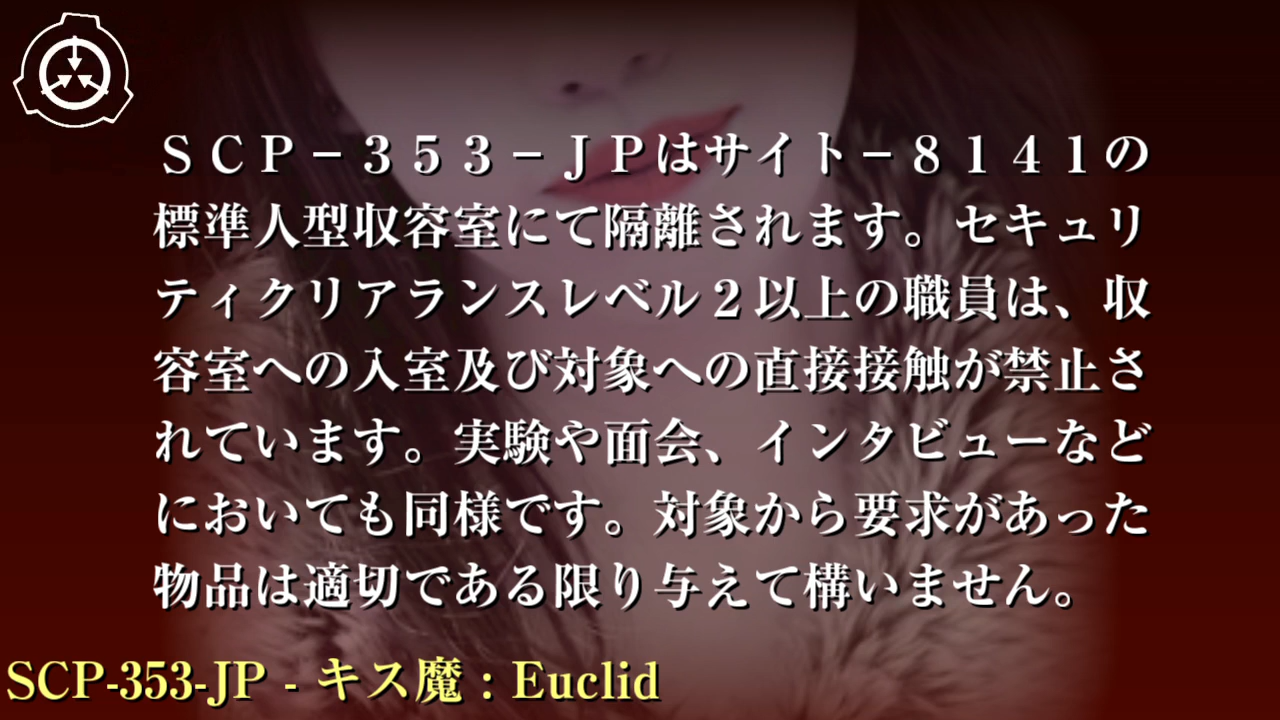 SCP−353−JPはサイト−8141の
標準人型収容室にて隔離されます。セキュリ
ティクリアランスレベル2以上の職員は、収
容室への入室及び対象への直接接触が禁止さ
れています。実験や面会、インタビューなど
においても同様です。対象から要求があった
物品は適切である限り与えて構いません。
SCP-353-JP - キス魔:Euclid